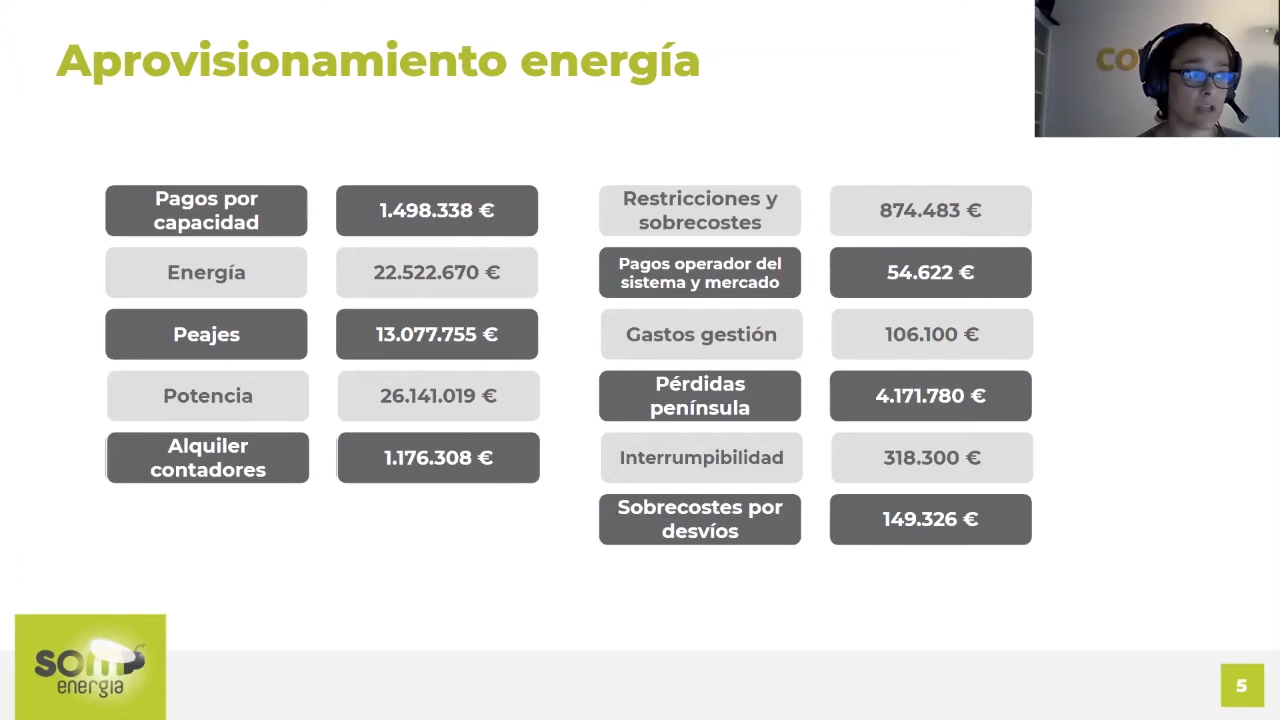 Aprovisionamiento energía
CO
Pagos por
capacidad
1.498.338 €
Energía
22.522.670 €
Peajes
13.077.755 €
Potencia
26.141.019 €
Alquiler
contadores
1.176.308 €
Restricciones y
sobrecostes
874.483 €
Pagos operador del
sistema y mercado
54.622 €
Gastos gestión
106.100 €
Pérdidas
península
4.171.780 €
Interrumpibilidad
318.300 €
Sobrecostes por
desvíos
149.326 €
som
energia
5